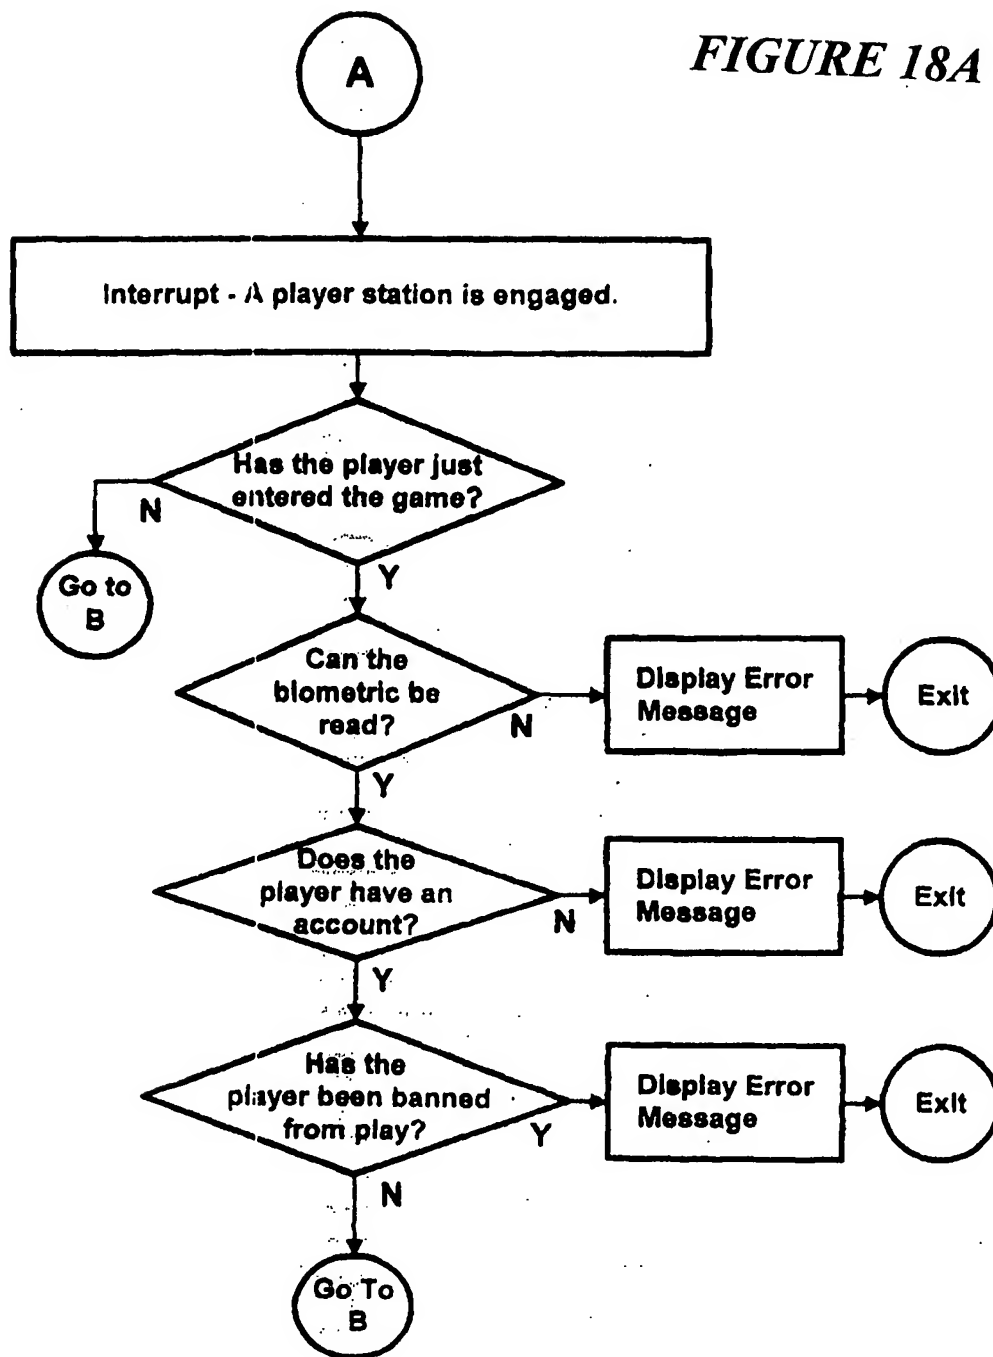 FIGURE 18A
A
Interrupt - A player station is engaged.
Has the player just
entered the game?
N
Y
Go to
B
Can the
biometric be
read?
N
Y
Display Error
Message
Exit
Does the
player have an
account?
N
Y
Display Error
Message
Exit
Has the
player been banned
from play?
Y
N
Display Error
Message
Exit
Go To
B